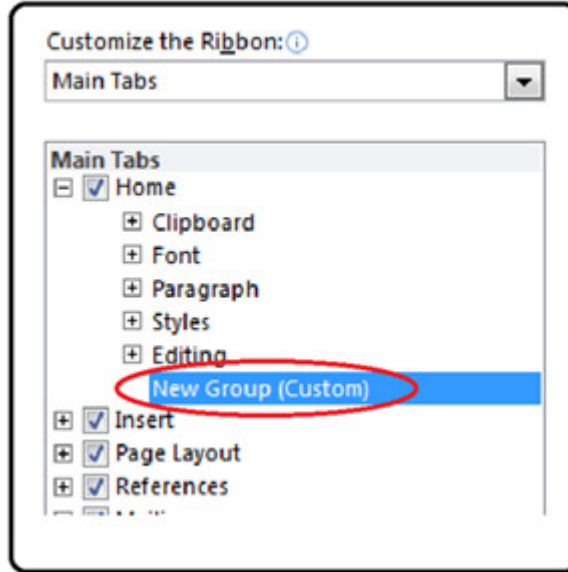 Customize the Ribbon:
Main Tabs
Main Tabs
Home
Clipboard
Font
Paragraph
Styles
Editing
New Group (Custom)
Insert
Page Layout
References